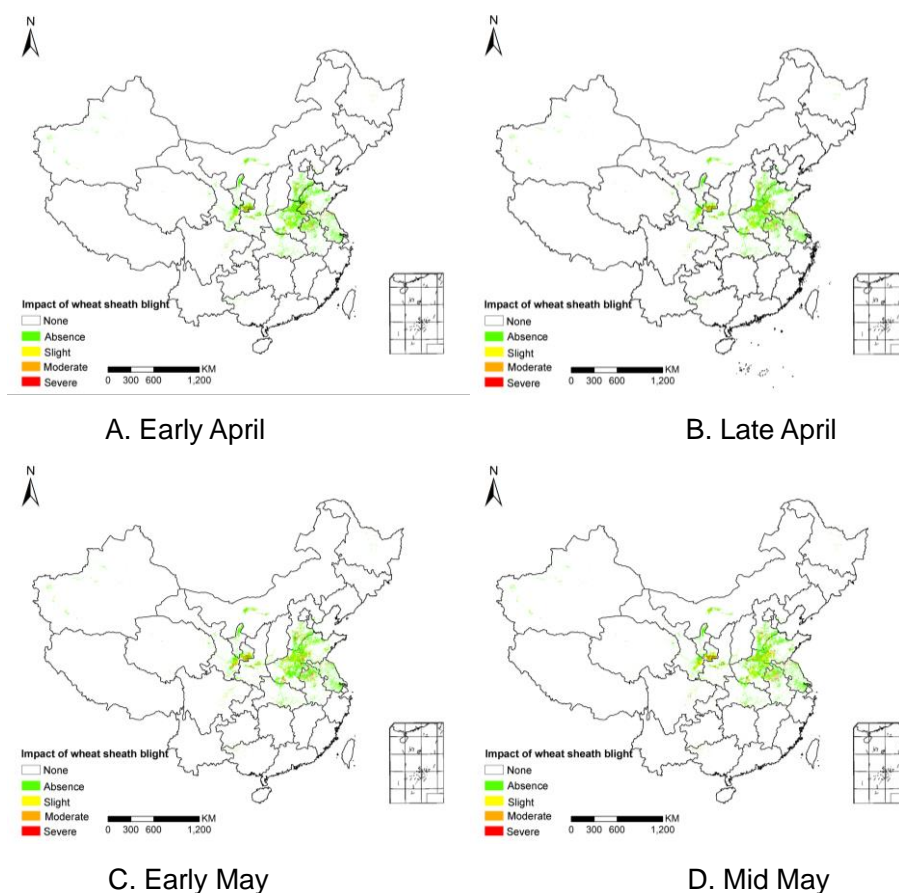 N
Impact of wheat sheath blight
None
Absence
Slight
Moderate
Severe
KM
0 300 600 1,200
A. Early April
N
Impact of wheat sheath blight
None
Absence
Slight
Moderate
Severe
KM
0 300 600 1,200
B. Late April
N
Impact of wheat sheath blight
None
Absence
Slight
Moderate
Severe
KM
0 300 600 1,200
C. Early May
N
Impact of wheat sheath blight
None
Absence
Slight
Moderate
Severe
KM
0 300 600 1,200
D. Mid May